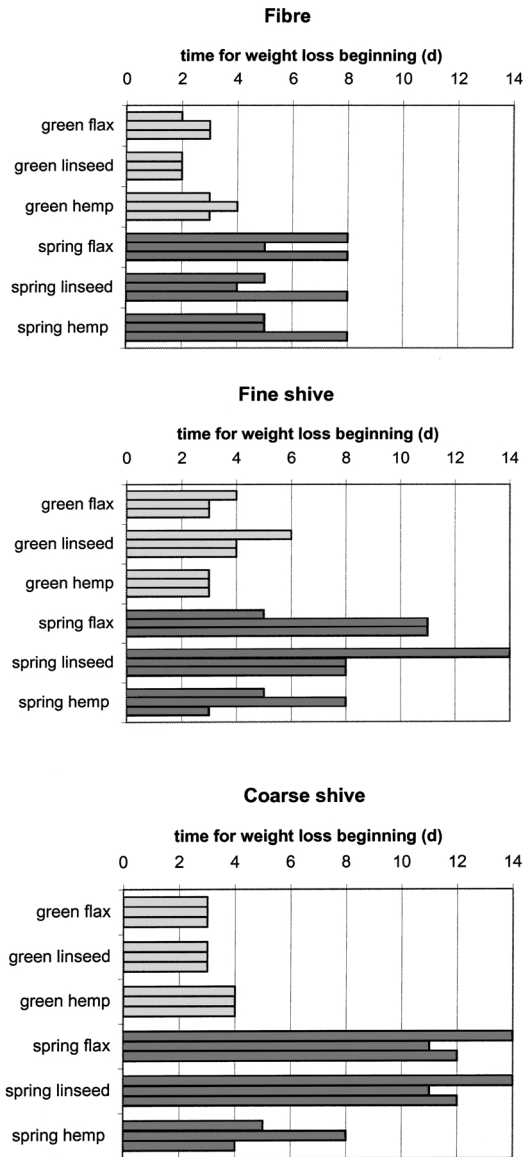 Fibre
time for weight loss beginning (d)
0 2 4 6 8 10 12 14
green flax
green linseed
green hemp
spring flax
spring linseed
spring hemp
Fine shive
time for weight loss beginning (d)
0 2 4 6 8 10 12 14
green flax
green linseed
green hemp
spring flax
spring linseed
spring hemp
Coarse shive
time for weight loss beginning (d)
0 2 4 6 8 10 12 14
green flax
green linseed
green hemp
spring flax
spring linseed
spring hemp